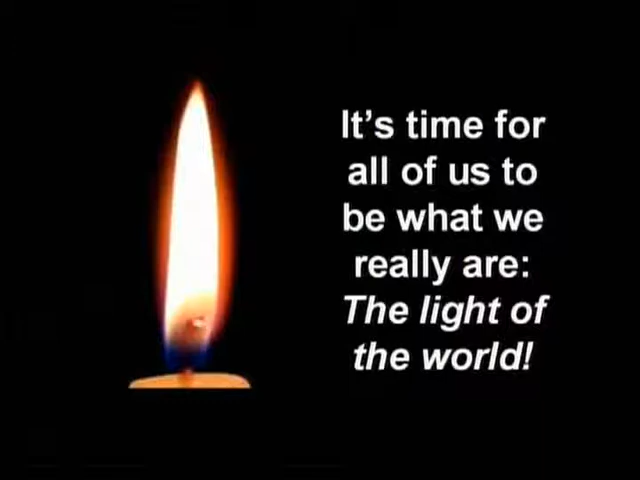 It’s time for
all of us to
be what we
really are:
The light of
the world!